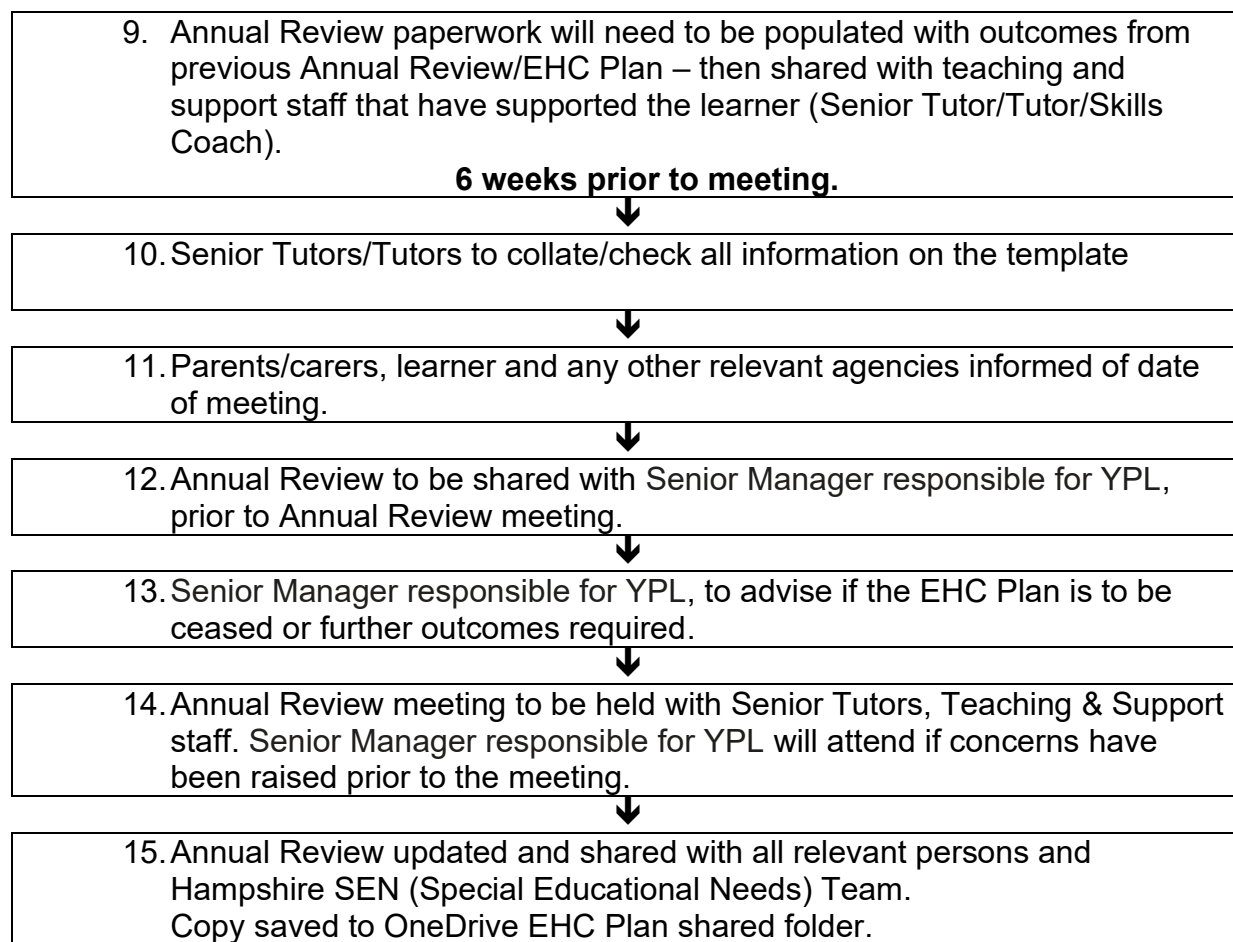 9. Annual Review paperwork will need to be populated with outcomes from
previous Annual Review/EHC Plan – then shared with teaching and
support staff that have supported the learner (Senior Tutor/Tutor/Skills
Coach).
6 weeks prior to meeting.
10. Senior Tutors/Tutors to collate/check all information on the template
11. Parents/carers, learner and any other relevant agencies informed of date
of meeting.
12. Annual Review to be shared with Senior Manager responsible for YPL,
prior to Annual Review meeting.
13. Senior Manager responsible for YPL, to advise if the EHC Plan is to be
ceased or further outcomes required.
14. Annual Review meeting to be held with Senior Tutors, Teaching & Support
staff. Senior Manager responsible for YPL will attend if concerns have
been raised prior to the meeting.
15. Annual Review updated and shared with all relevant persons and
Hampshire SEN (Special Educational Needs) Team.
Copy saved to OneDrive EHC Plan shared folder.